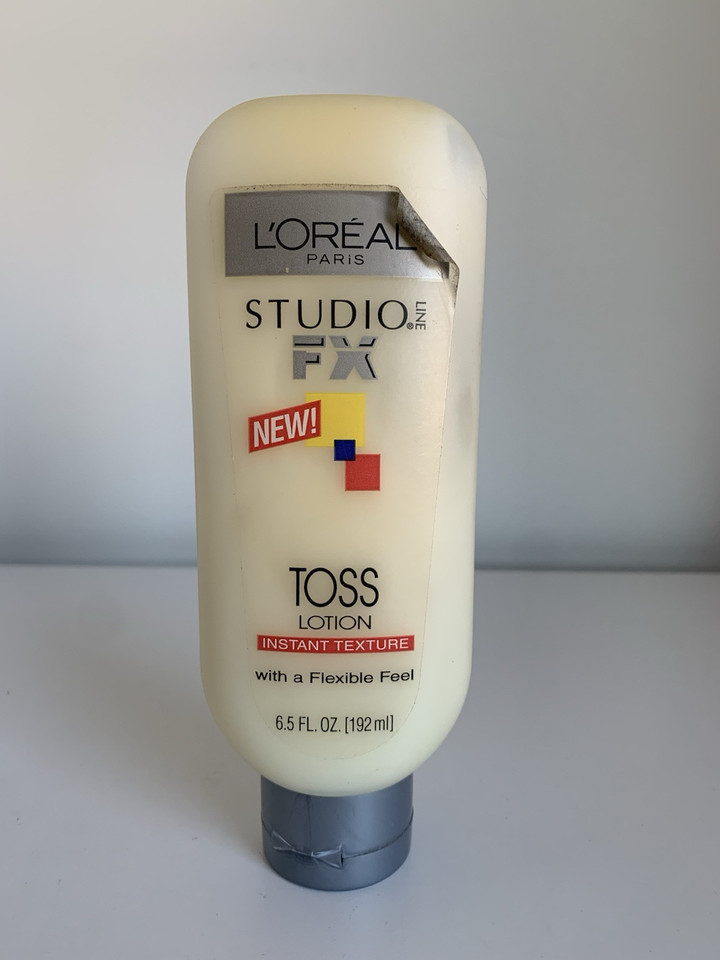 L'ORÉAL
PARiS
STUDIO® LINE
FX
NEW!
TOSS
LOTION
INSTANT TEXTURE
with a Flexible Feel
6.5 FL. OZ. [192 ml]